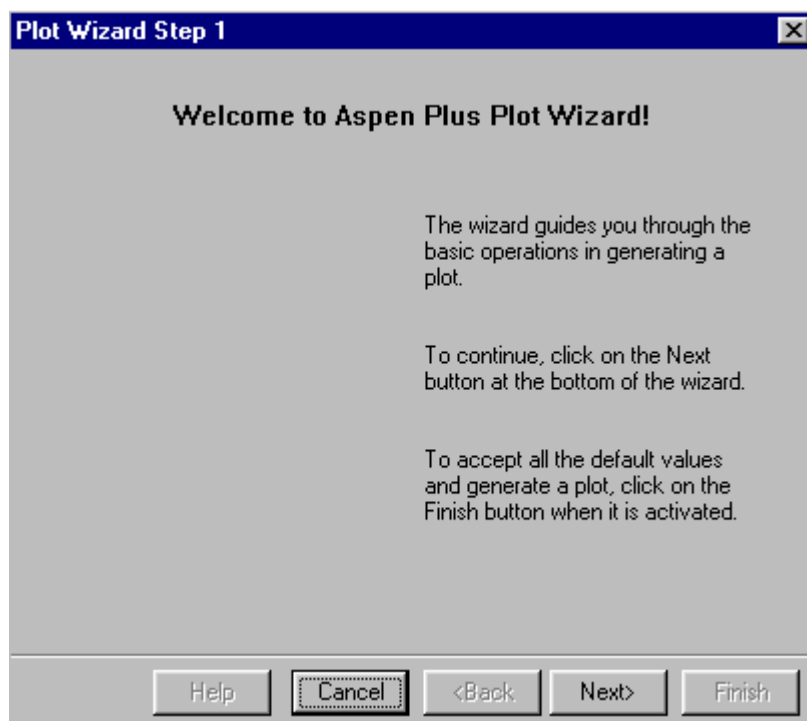 Plot Wizard Step 1
Welcome to Aspen Plus Plot Wizard!
The wizard guides you through the
basic operations in generating a
plot.
To continue, click on the Next
button at the bottom of the wizard.
To accept all the default values
and generate a plot, click on the
Finish button when it is activated.
Help
Cancel
<Back
Next>
Finish